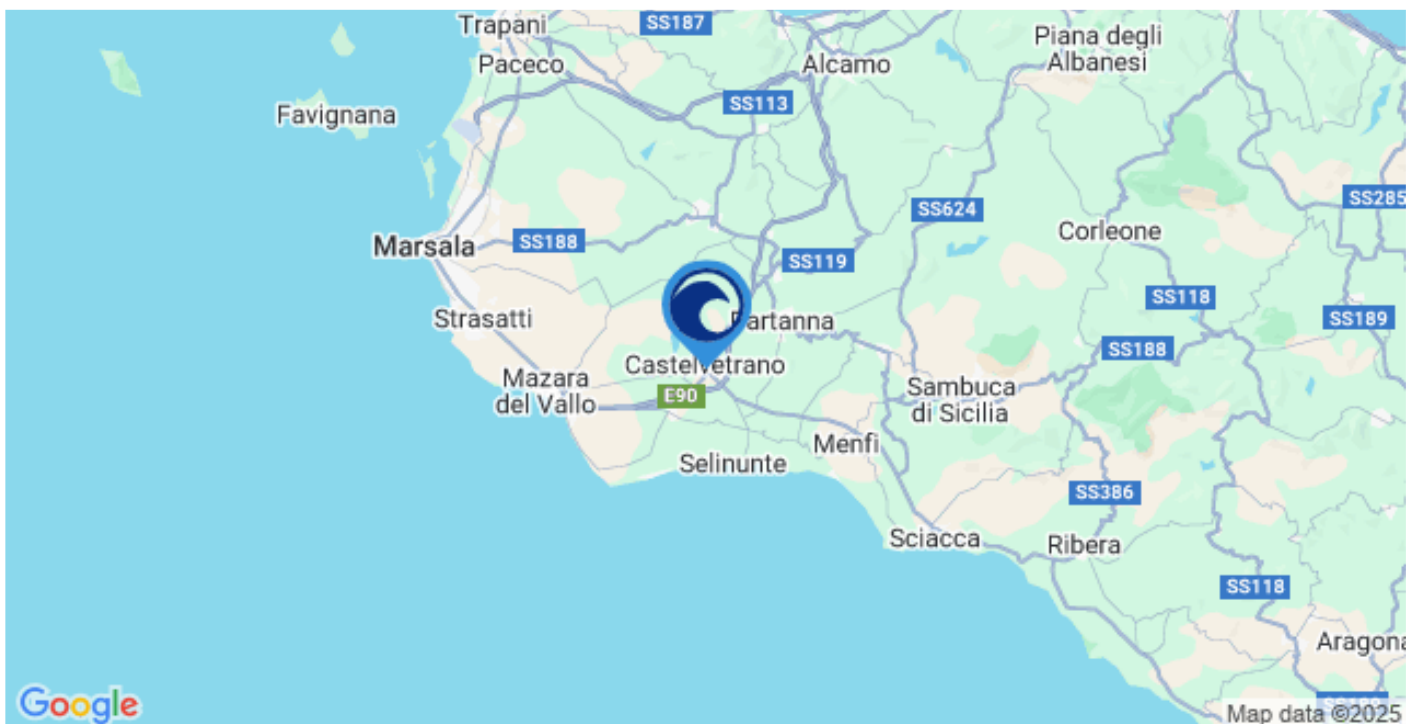 Trapani
SS187
Paceco
Alcamo
Piana degli
Albanesi
SS113
Favignana
SS624
SS285
Marsala
SS188
Corleone
SS119
SS118
Strasatti
Partanna
SS189
SS188
Castelvetrano
Mazara
del Vallo
E90
Sambuca
di Sicilia
Menfi
Selinunte
SS386
Sciacca
Ribera
SS118
Aragona
SS189
Google
Map data ©2025